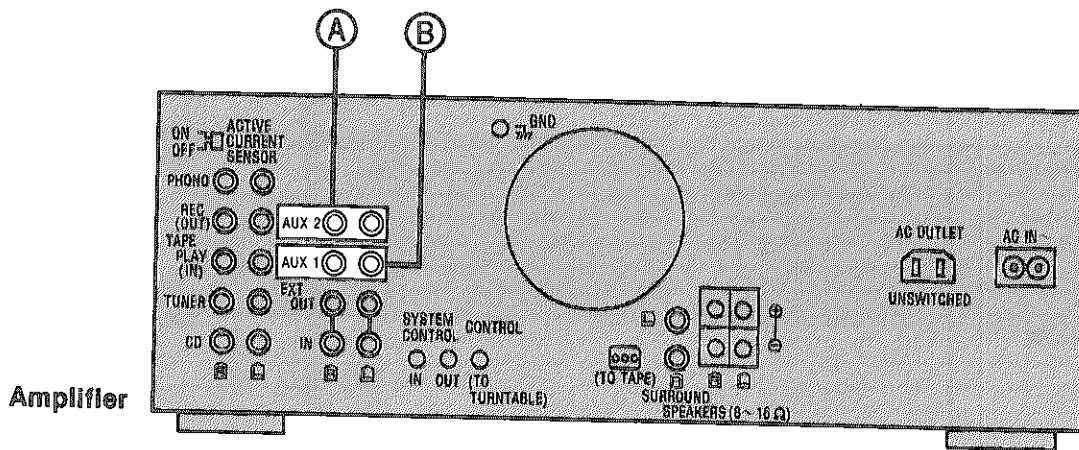 A B
ON
OFF
ACTIVE
CURRENT
SENSOR
GND
PHONO
REC
(OUT)
TAPE
PLAY
(IN)
AUX 2
AUX 1
TUNER
CD
EXT
OUT
IN
R L
R L
SYSTEM
CONTROL
IN OUT
CONTROL
(TO
TURNTABLE)
(TO TAPE)
L
R
SURROUND
R L
SPEAKERS (8~16 Ω)
+
−
AC OUTLET
UNSWITCHED
AC IN ~
Amplifier